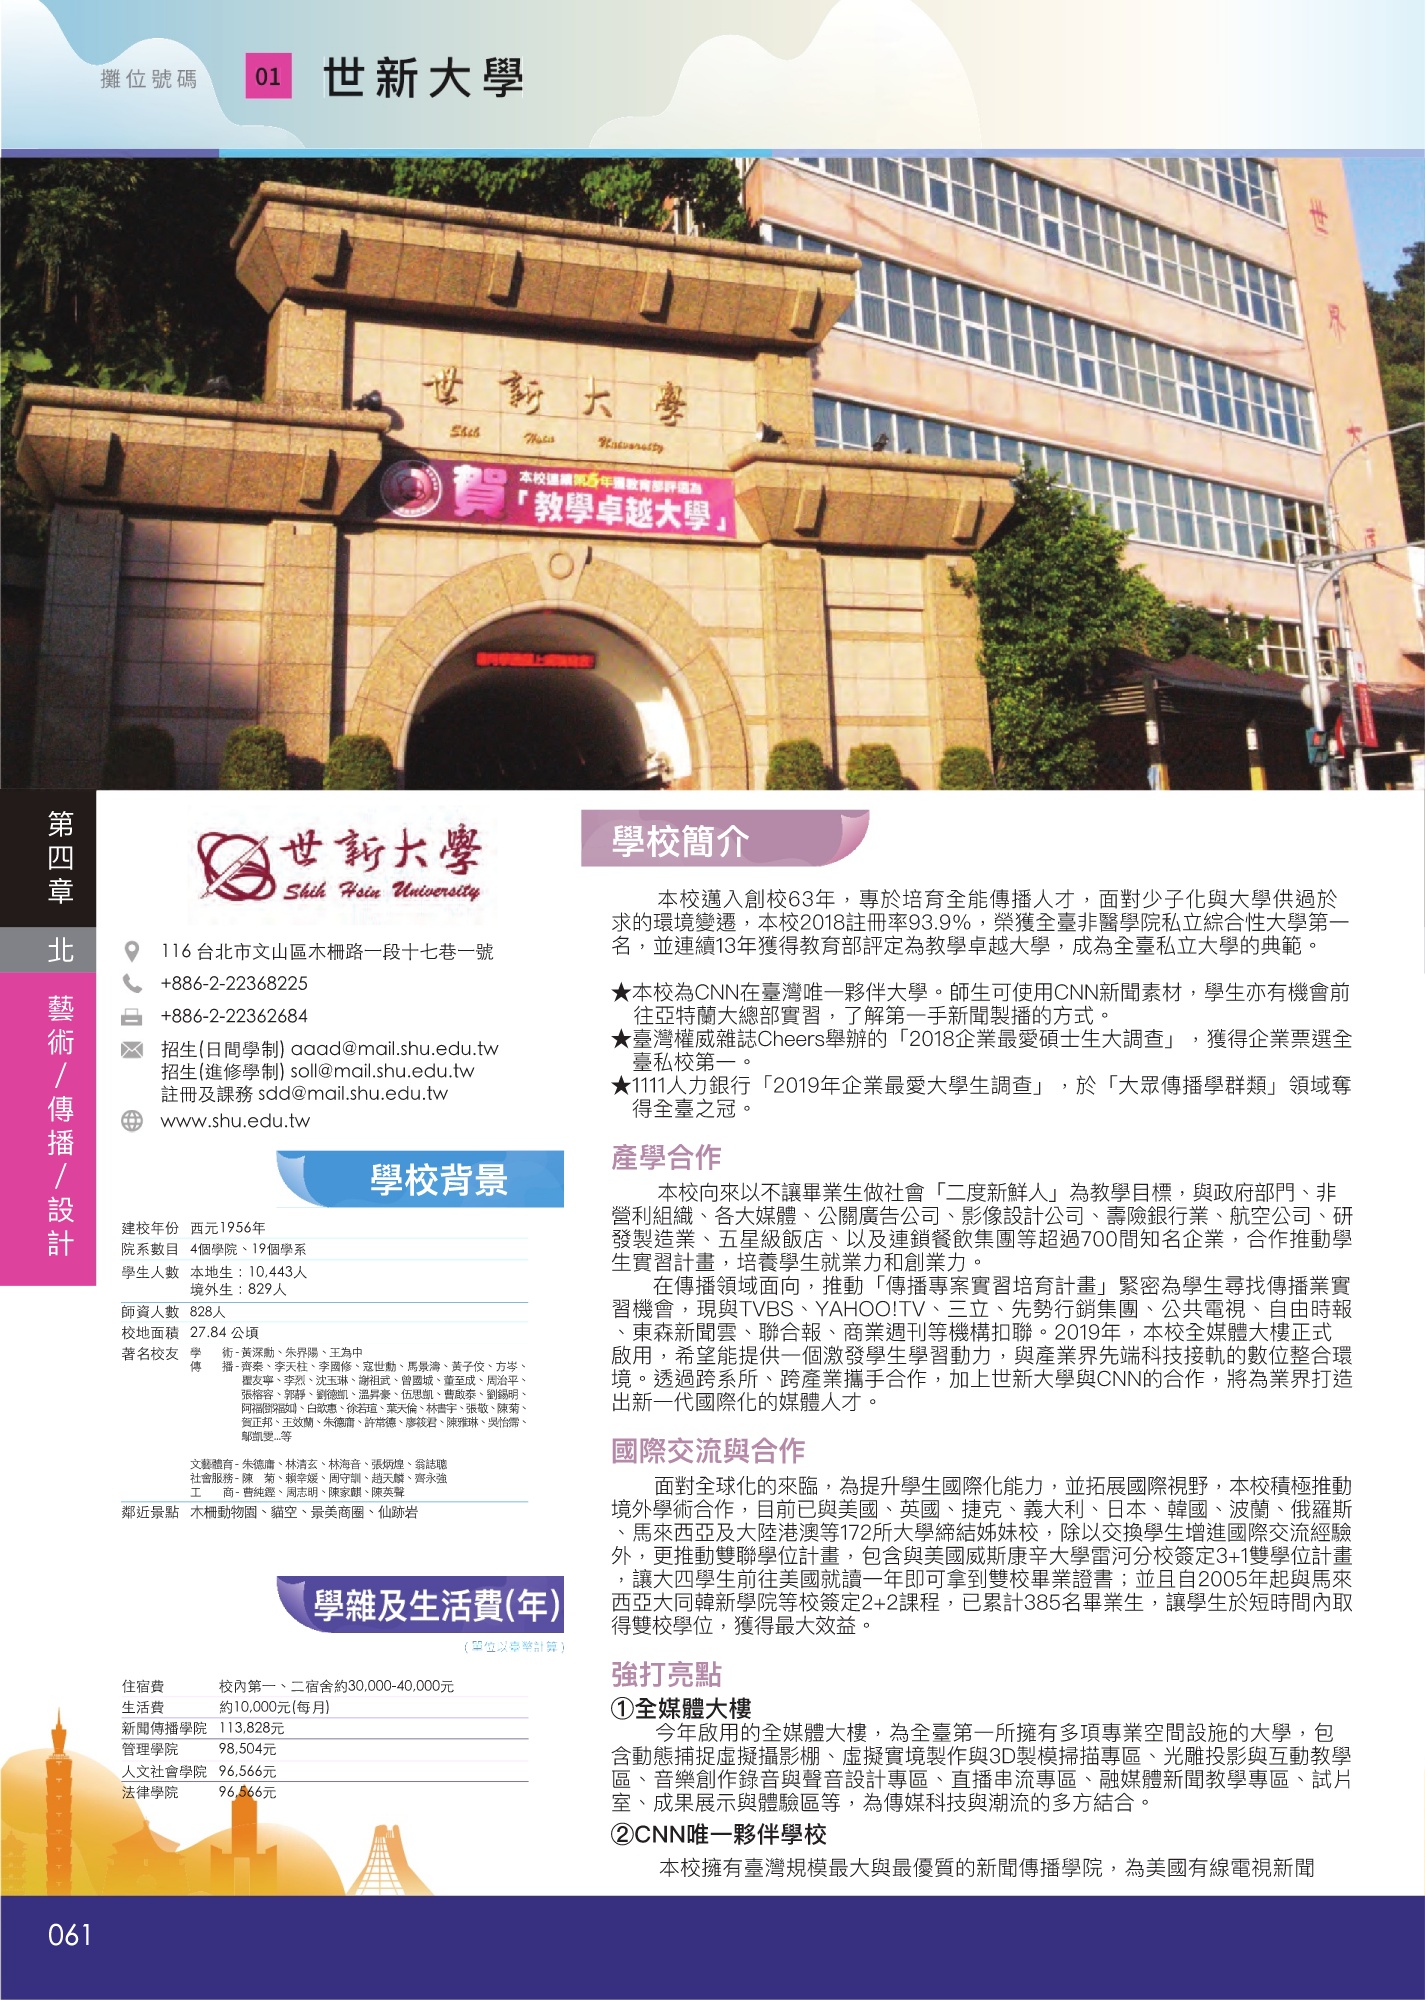 攤位號碼 01 世新大學
世新大學
Shih Hsin University
賀 本校連續第5年獲教育部評選為
「教學卓越大學」
世界
第四章
北
藝術/傳播/設計
世新大學
Shih Hsin University
116 台北市文山區木柵路一段十七巷一號
+886-2-22368225
+886-2-22362684
招生(日間學制) aaad@mail.shu.edu.tw
招生(進修學制) soll@mail.shu.edu.tw
註冊及課務 sdd@mail.shu.edu.tw
www.shu.edu.tw
學校背景
建校年份 西元1956年
院系數目 4個學院、19個學系
學生人數 本地生：10,443人
境外生：829人
師資人數 828人
校地面積 27.84 公頃
著名校友 學 術-黃深勳、朱界陽、王為中
傳 播-齊秦、李天柱、李國修、寇世勳、馬景濤、黃子佼、方岑、
瞿友寧、李烈、沈玉琳、謝祖武、曾國城、董至成、周治平、
張榕容、郭靜、劉德凱、溫昇豪、伍思凱、曹啟泰、劉錫明、
阿福(鄧福如)、白歆惠、徐若瑄、葉天倫、林書宇、張敬、陳菊、
賀正邦、王效蘭、朱德庸、許常德、廖筱君、陳雅琳、吳怡霈、
鄔凱雯...等
文藝體育-朱德庸、林清玄、林海音、張炳煌、翁誌聰
社會服務-陳 菊、賴幸媛、周守訓、趙天麟、齊永強
工 商-曹純鏗、周志明、陳家麒、陳英聲
鄰近景點 木柵動物園、貓空、景美商圈、仙跡岩
學雜及生活費(年)
(單位以臺幣計算)
住宿費 校內第一、二宿舍約30,000-40,000元
生活費 約10,000元(每月)
新聞傳播學院 113,828元
管理學院 98,504元
人文社會學院 96,566元
法律學院 96,566元
061
學校簡介
本校邁入創校63年，專於培育全能傳播人才，面對少子化與大學供過於
求的環境變遷，本校2018註冊率93.9%，榮獲全臺非醫學院私立綜合性大學第一
名，並連續13年獲得教育部評定為教學卓越大學，成為全臺私立大學的典範。
★本校為CNN在臺灣唯一夥伴大學。師生可使用CNN新聞素材，學生亦有機會前
往亞特蘭大總部實習，了解第一手新聞製播的方式。
★臺灣權威雜誌Cheers舉辦的「2018企業最愛碩士生大調查」，獲得企業票選全
臺私校第一。
★1111人力銀行「2019年企業最愛大學生調查」，於「大眾傳播學群類」領域奪
得全臺之冠。
產學合作
本校向來以不讓畢業生做社會「二度新鮮人」為教學目標，與政府部門、非
營利組織、各大媒體、公關廣告公司、影像設計公司、壽險銀行業、航空公司、研
發製造業、五星級飯店、以及連鎖餐飲集團等超過700間知名企業，合作推動學
生實習計畫，培養學生就業力和創業力。
在傳播領域面向，推動「傳播專案實習培育計畫」緊密為學生尋找傳播業實
習機會，現與TVBS、YAHOO!TV、三立、先勢行銷集團、公共電視、自由時報
、東森新聞雲、聯合報、商業週刊等機構扣聯。2019年，本校全媒體大樓正式
啟用，希望能提供一個激發學生學習動力，與產業界先端科技接軌的數位整合環
境。透過跨系所、跨產業攜手合作，加上世新大學與CNN的合作，將為業界打造
出新一代國際化的媒體人才。
國際交流與合作
面對全球化的來臨，為提升學生國際化能力，並拓展國際視野，本校積極推動
境外學術合作，目前已與美國、英國、捷克、義大利、日本、韓國、波蘭、俄羅斯
、馬來西亞及大陸港澳等172所大學締結姊妹校，除以交換學生增進國際交流經驗
外，更推動雙聯學位計畫，包含與美國威斯康辛大學雷河分校簽定3+1雙學位計畫
，讓大四學生前往美國就讀一年即可拿到雙校畢業證書；並且自2005年起與馬來
西亞大同韓新學院等校簽定2+2課程，已累計385名畢業生，讓學生於短時間內取
得雙校學位，獲得最大效益。
強打亮點
①全媒體大樓
今年啟用的全媒體大樓，為全臺第一所擁有多項專業空間設施的大學，包
含動態捕捉虛擬攝影棚、虛擬實境製作與3D製模掃描專區、光雕投影與互動教學
區、音樂創作錄音與聲音設計專區、直播串流專區、融媒體新聞教學專區、試片
室、成果展示與體驗區等，為傳媒科技與潮流的多方結合。
②CNN唯一夥伴學校
本校擁有臺灣規模最大與最優質的新聞傳播學院，為美國有線電視新聞